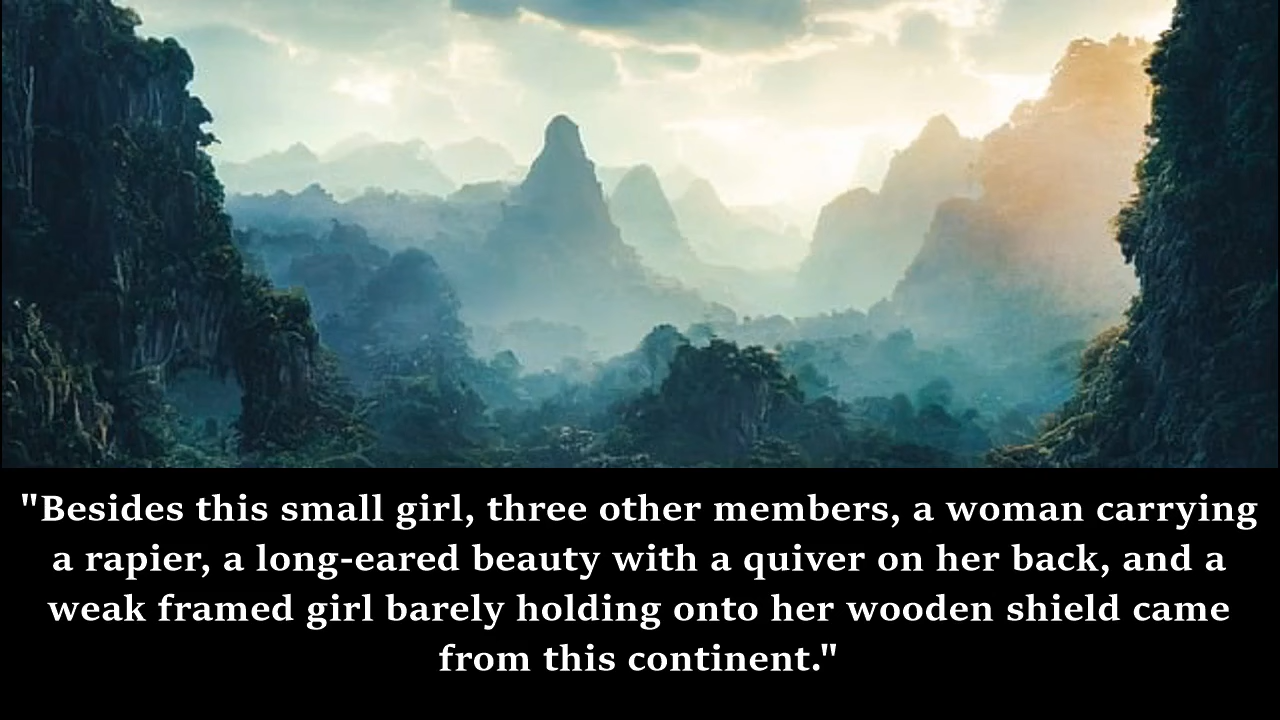 "Besides this small girl, three other members, a woman carrying
a rapier, a long-eared beauty with a quiver on her back, and a
weak framed girl barely holding onto her wooden shield came
from this continent."